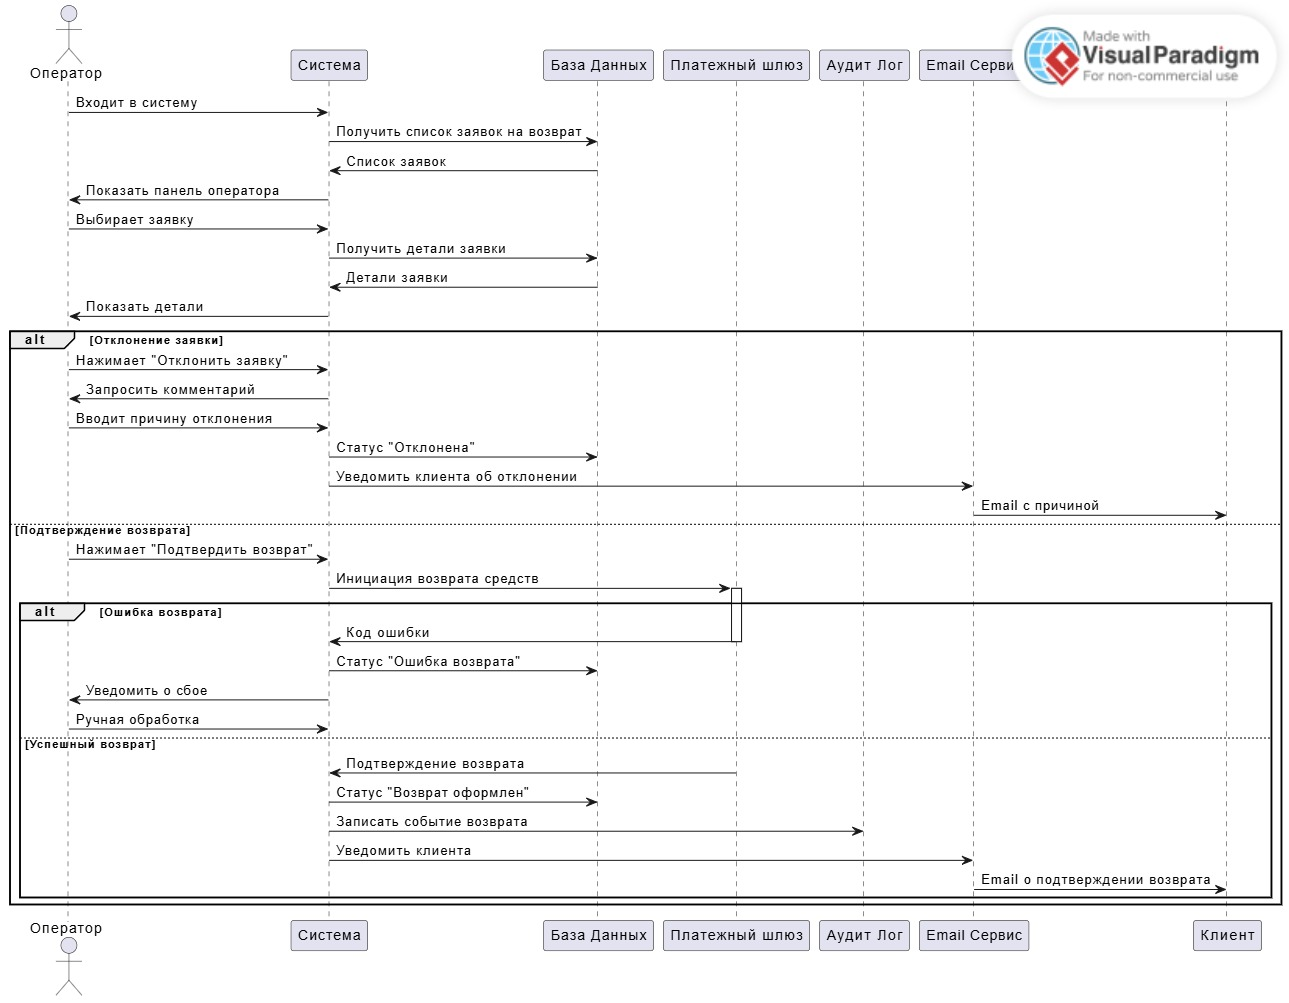 Оператор
Система
База Данных
Платежный шлюз
Аудит Лог
Email Сервис
Made with
VisualParadigm
For non-commercial use
Входит в систему
Получить список заявок на возврат
Список заявок
Показать панель оператора
Выбирает заявку
Получить детали заявки
Детали заявки
Показать детали
alt [Отклонение заявки]
Нажимает "Отклонить заявку"
Запросить комментарий
Вводит причину отклонения
Статус "Отклонена"
Уведомить клиента об отклонении
Email с причиной
[Подтверждение возврата]
Нажимает "Подтвердить возврат"
Инициация возврата средств
alt [Ошибка возврата]
Код ошибки
Статус "Ошибка возврата"
Уведомить о сбое
Ручная обработка
[Успешный возврат]
Подтверждение возврата
Статус "Возврат оформлен"
Записать событие возврата
Уведомить клиента
Email о подтверждении возврата
Оператор
Система
База Данных
Платежный шлюз
Аудит Лог
Email Сервис
Клиент